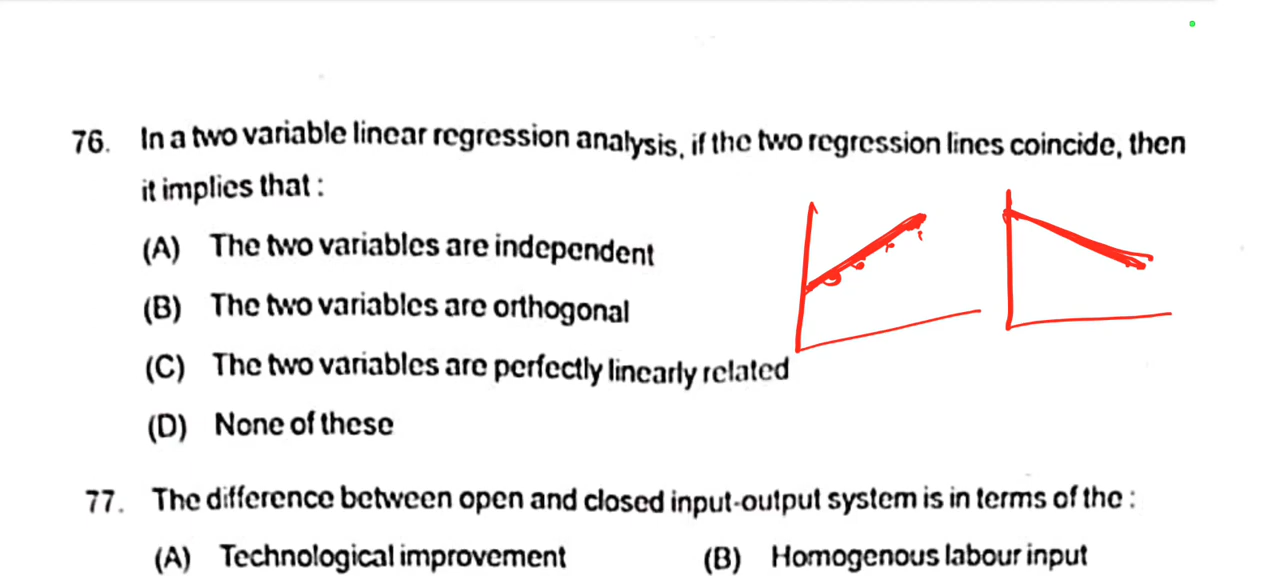 76. In a two variable linear regression analysis, if the two regression lines coincide, then
it implies that :
(A) The two variables are independent
(B) The two variables are orthogonal
(C) The two variables are perfectly linearly related
(D) None of these
77. The difference between open and closed input-output system is in terms of the :
(A) Technological improvement (B) Homogenous labour input